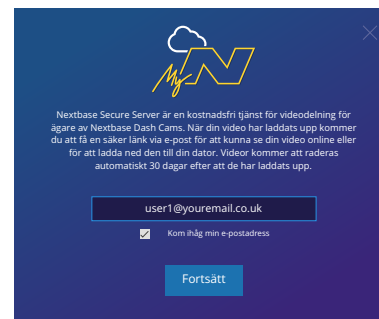 My N
Nextbase Secure Server är en kostnadsfri tjänst för videodelning för
ägare av Nextbase Dash Cams. När din video har laddats upp kommer
du att få en säker länk via e-post för att kunna se din video online eller
för att ladda ned den till din dator. Videor kommer att raderas
automatiskt 30 dagar efter att de har laddats upp.
user1@youremail.co.uk
Kom ihåg min e-postadress
Fortsätt